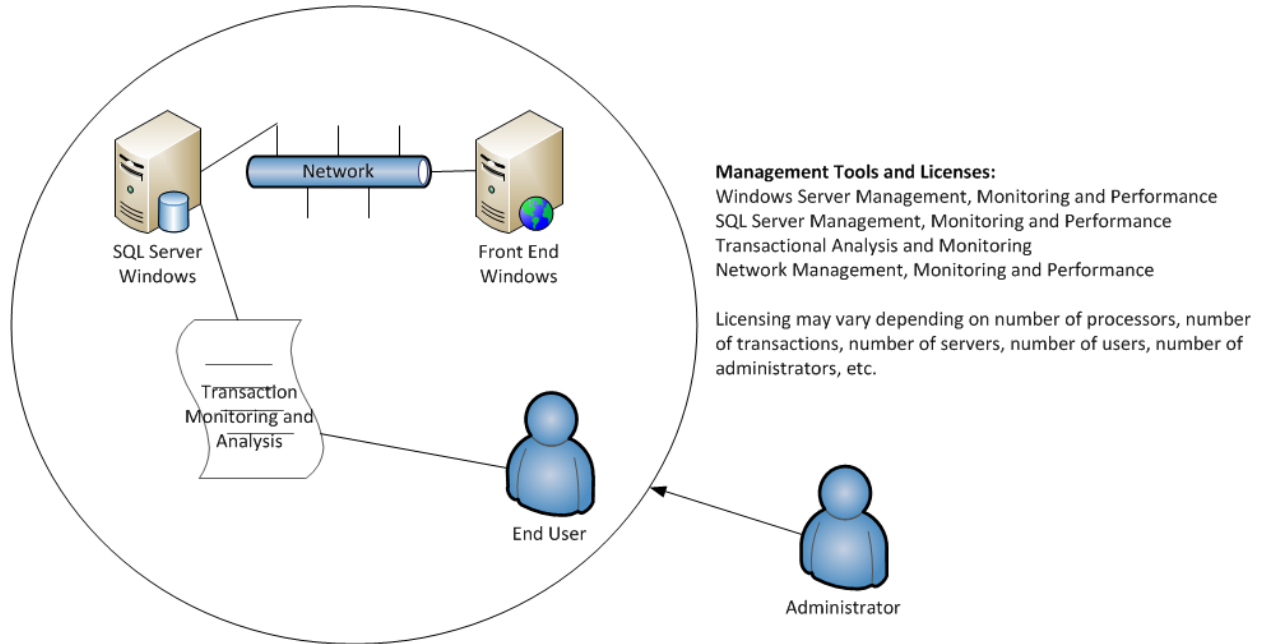 Network
SQL Server
Windows
Front End
Windows
Transaction
Monitoring and
Analysis
End User
Administrator
Management Tools and Licenses:
Windows Server Management, Monitoring and Performance
SQL Server Management, Monitoring and Performance
Transactional Analysis and Monitoring
Network Management, Monitoring and Performance
Licensing may vary depending on number of processors, number
of transactions, number of servers, number of users, number of
administrators, etc.